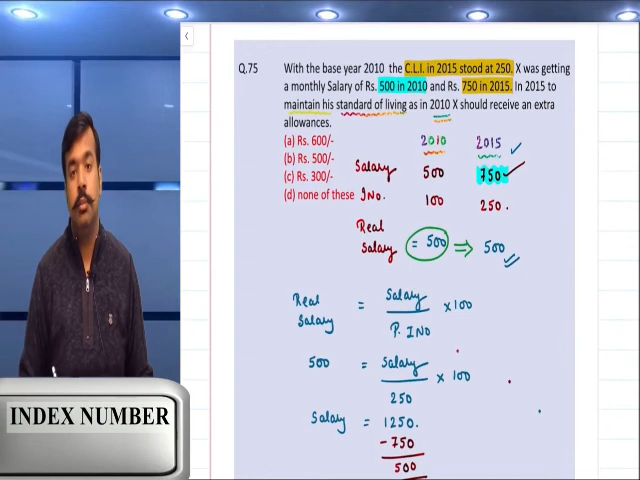 Q.75 With the base year 2010 the C.L.I. in 2015 stood at 250. X was getting
a monthly Salary of Rs. 500 in 2010 and Rs. 750 in 2015. In 2015 to
maintain his standard of living as in 2010 X should receive an extra
allowances.
(a) Rs. 600/-
(b) Rs. 500/-
(c) Rs. 300/-
(d) none of these
2010 2015
Salary 500 750
INo. 100 250.
Real
Salary = 500 ⇒ 500
Real
Salary = Salary / P. INO × 100
500 = Salary / 250 × 100
Salary = 1250.
- 750
500
INDEX NUMBER